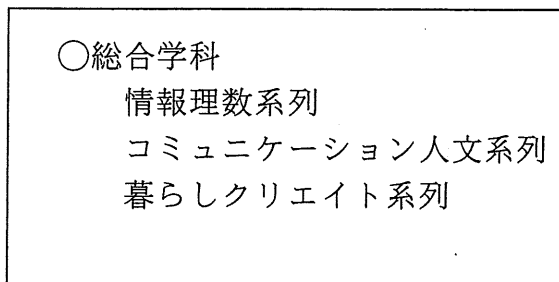 ○総合学科
情報理数系列
コミュニケーション人文系列
暮らしクリエイト系列